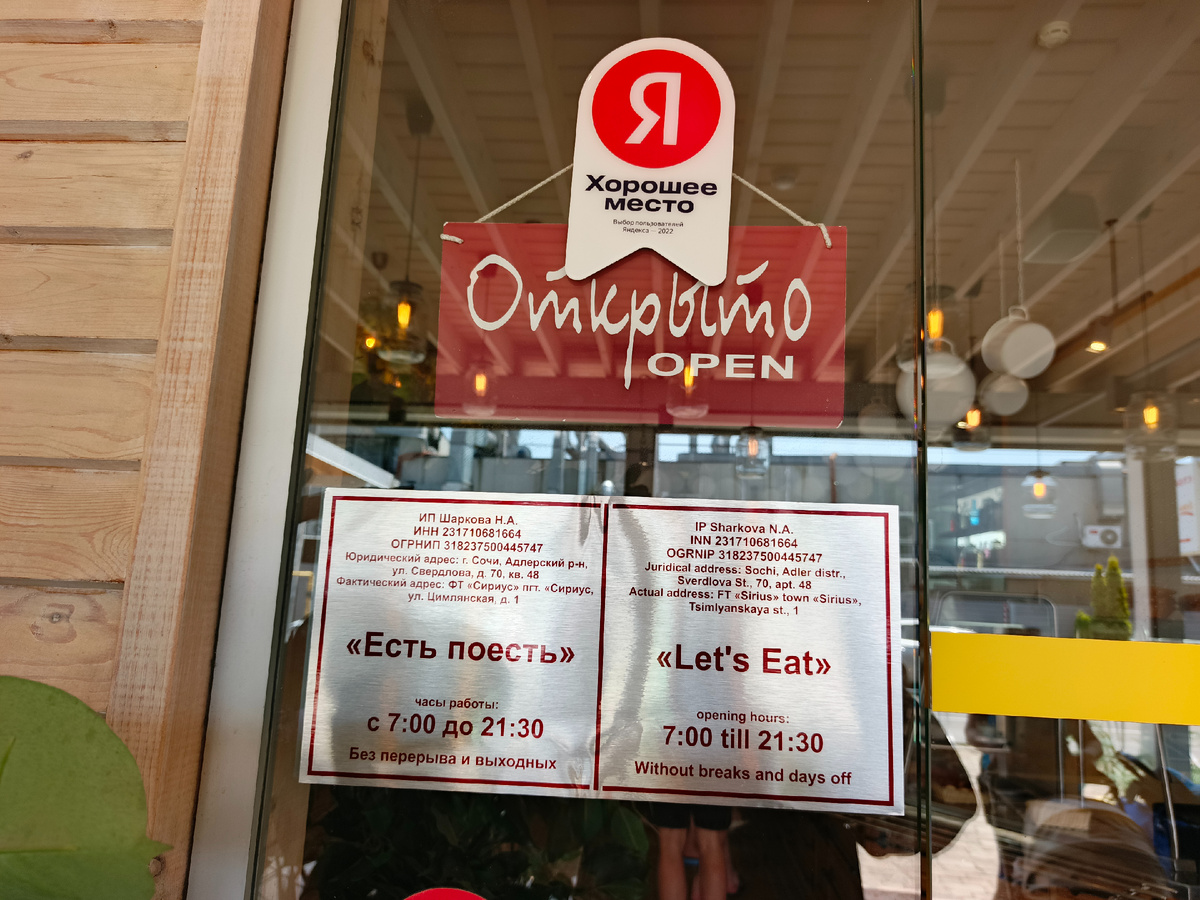 Я
Хорошее
место
Выбор пользователей
Яндекса — 2022
Открыто
OPEN
ИП Шаркова Н.А.
ИНН 231710681664
ОГРНИП 318237500445747
Юридический адрес: г. Сочи, Адлерский р-н,
ул. Свердлова, д. 70, кв. 48
Фактический адрес: ФТ «Сириус» пгт. «Сириус,
ул. Цимлянская, д. 1
«Есть поесть»
часы работы:
с 7:00 до 21:30
Без перерыва и выходных
IP Sharkova N.A.
INN 231710681664
OGRNIP 318237500445747
Juridical address: Sochi, Adler distr.,
Sverdlova St., 70, apt. 48
Actual address: FT «Sirius» town «Sirius»,
Tsimlyanskaya st., 1
«Let's Eat»
opening hours:
7:00 till 21:30
Without breaks and days off